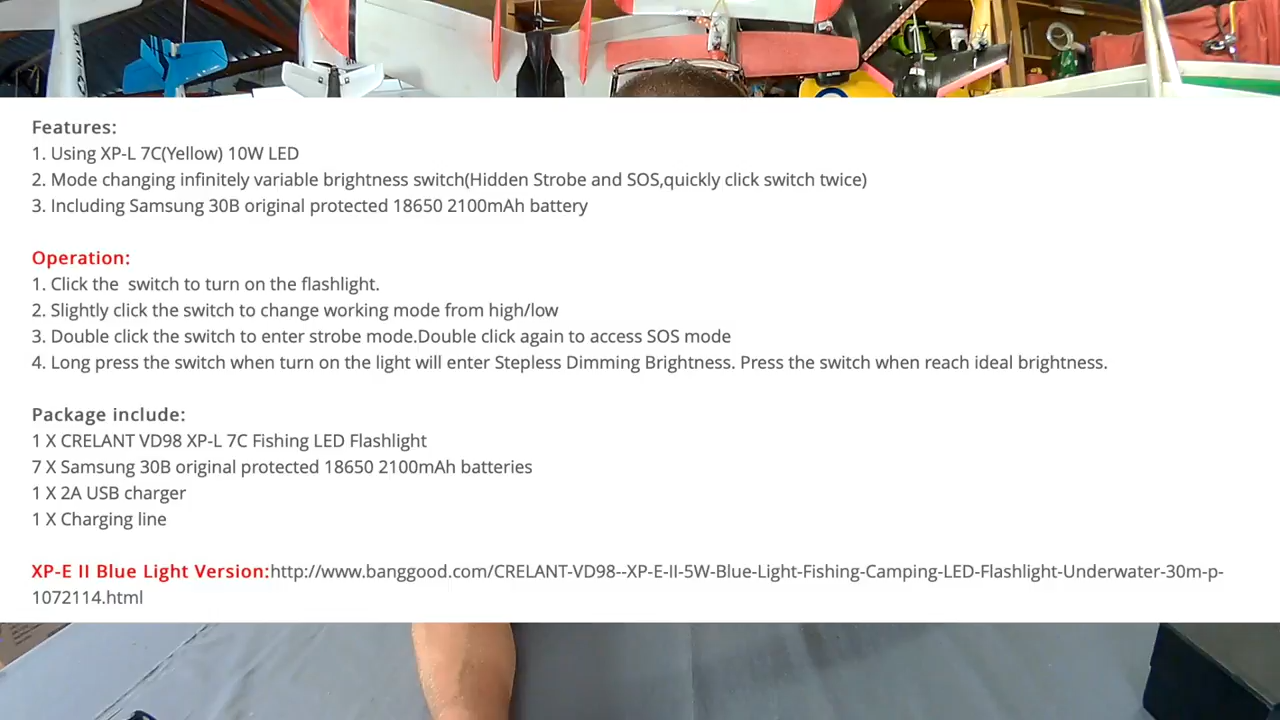 Features:
1. Using XP-L 7C(Yellow) 10W LED
2. Mode changing infinitely variable brightness switch(Hidden Strobe and SOS,quickly click switch twice)
3. Including Samsung 30B original protected 18650 2100mAh battery
Operation:
1. Click the  switch to turn on the flashlight.
2. Slightly click the switch to change working mode from high/low
3. Double click the switch to enter strobe mode.Double click again to access SOS mode
4. Long press the switch when turn on the light will enter Stepless Dimming Brightness. Press the switch when reach ideal brightness.
Package include:
1 X CRELANT VD98 XP-L 7C Fishing LED Flashlight
7 X Samsung 30B original protected 18650 2100mAh batteries
1 X 2A USB charger
1 X Charging line
XP-E II Blue Light Version:http://www.banggood.com/CRELANT-VD98--XP-E-II-5W-Blue-Light-Fishing-Camping-LED-Flashlight-Underwater-30m-p-
1072114.html